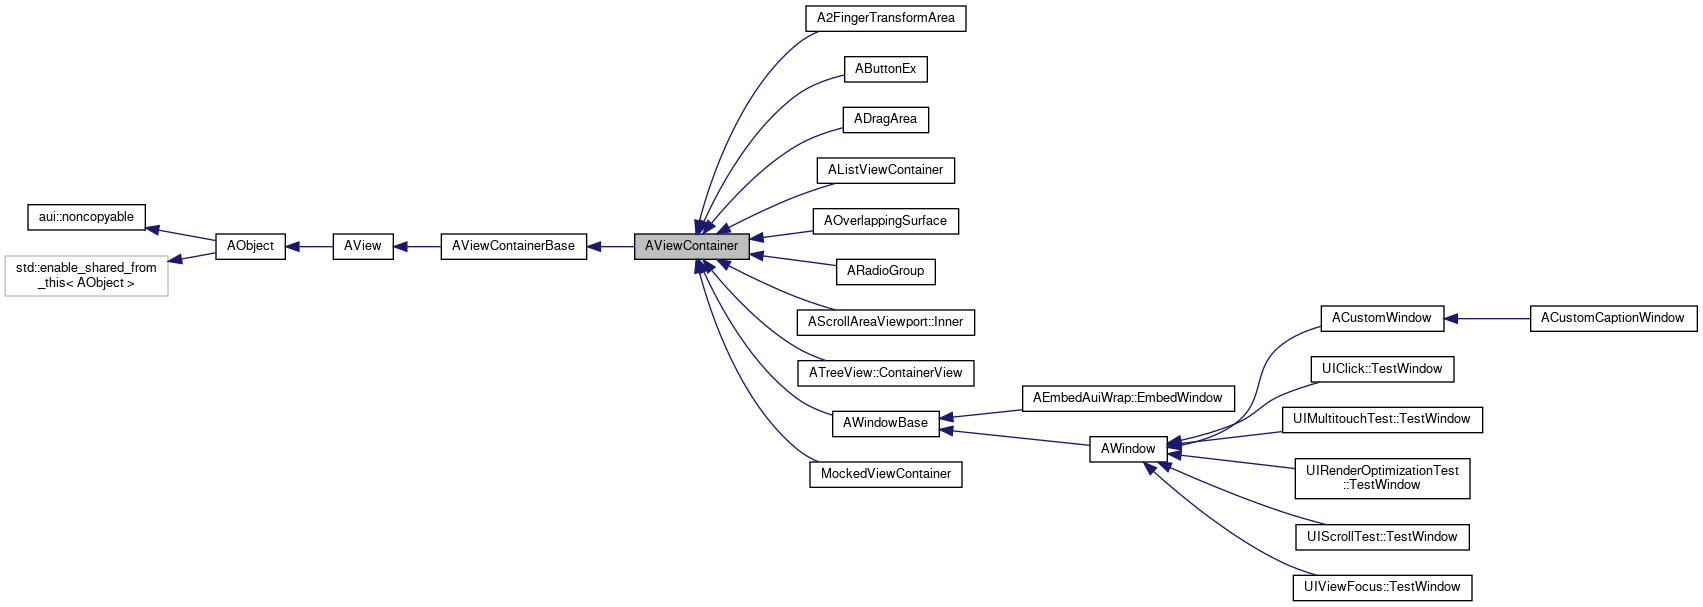 aui::noncopyable
std::enable_shared_from
_this< AObject >
AObject
AView
AViewContainerBase
AViewContainer
A2FingerTransformArea
AButtonEx
ADragArea
AListViewContainer
AOverlappingSurface
ARadioGroup
AScrollAreaViewport::Inner
ATreeView::ContainerView
AWindowBase
MockedViewContainer
AEmbedAuiWrap::EmbedWindow
AWindow
ACustomWindow
UIClick::TestWindow
UIMultitouchTest::TestWindow
UIRenderOptimizationTest
::TestWindow
UIScrollTest::TestWindow
UIViewFocus::TestWindow
ACustomCaptionWindow